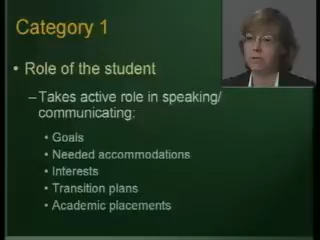 Category 1
• Role of the student
–Takes active role in speaking/
communicating:
• Goals
• Needed accommodations
• Interests
• Transition plans
• Academic placements